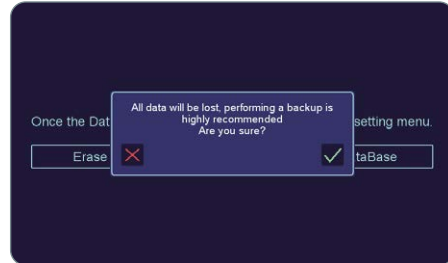 All data will be lost, performing a backup is
highly recommended
Are you sure?
Once the Dat
setting menu.
Erase
taBase